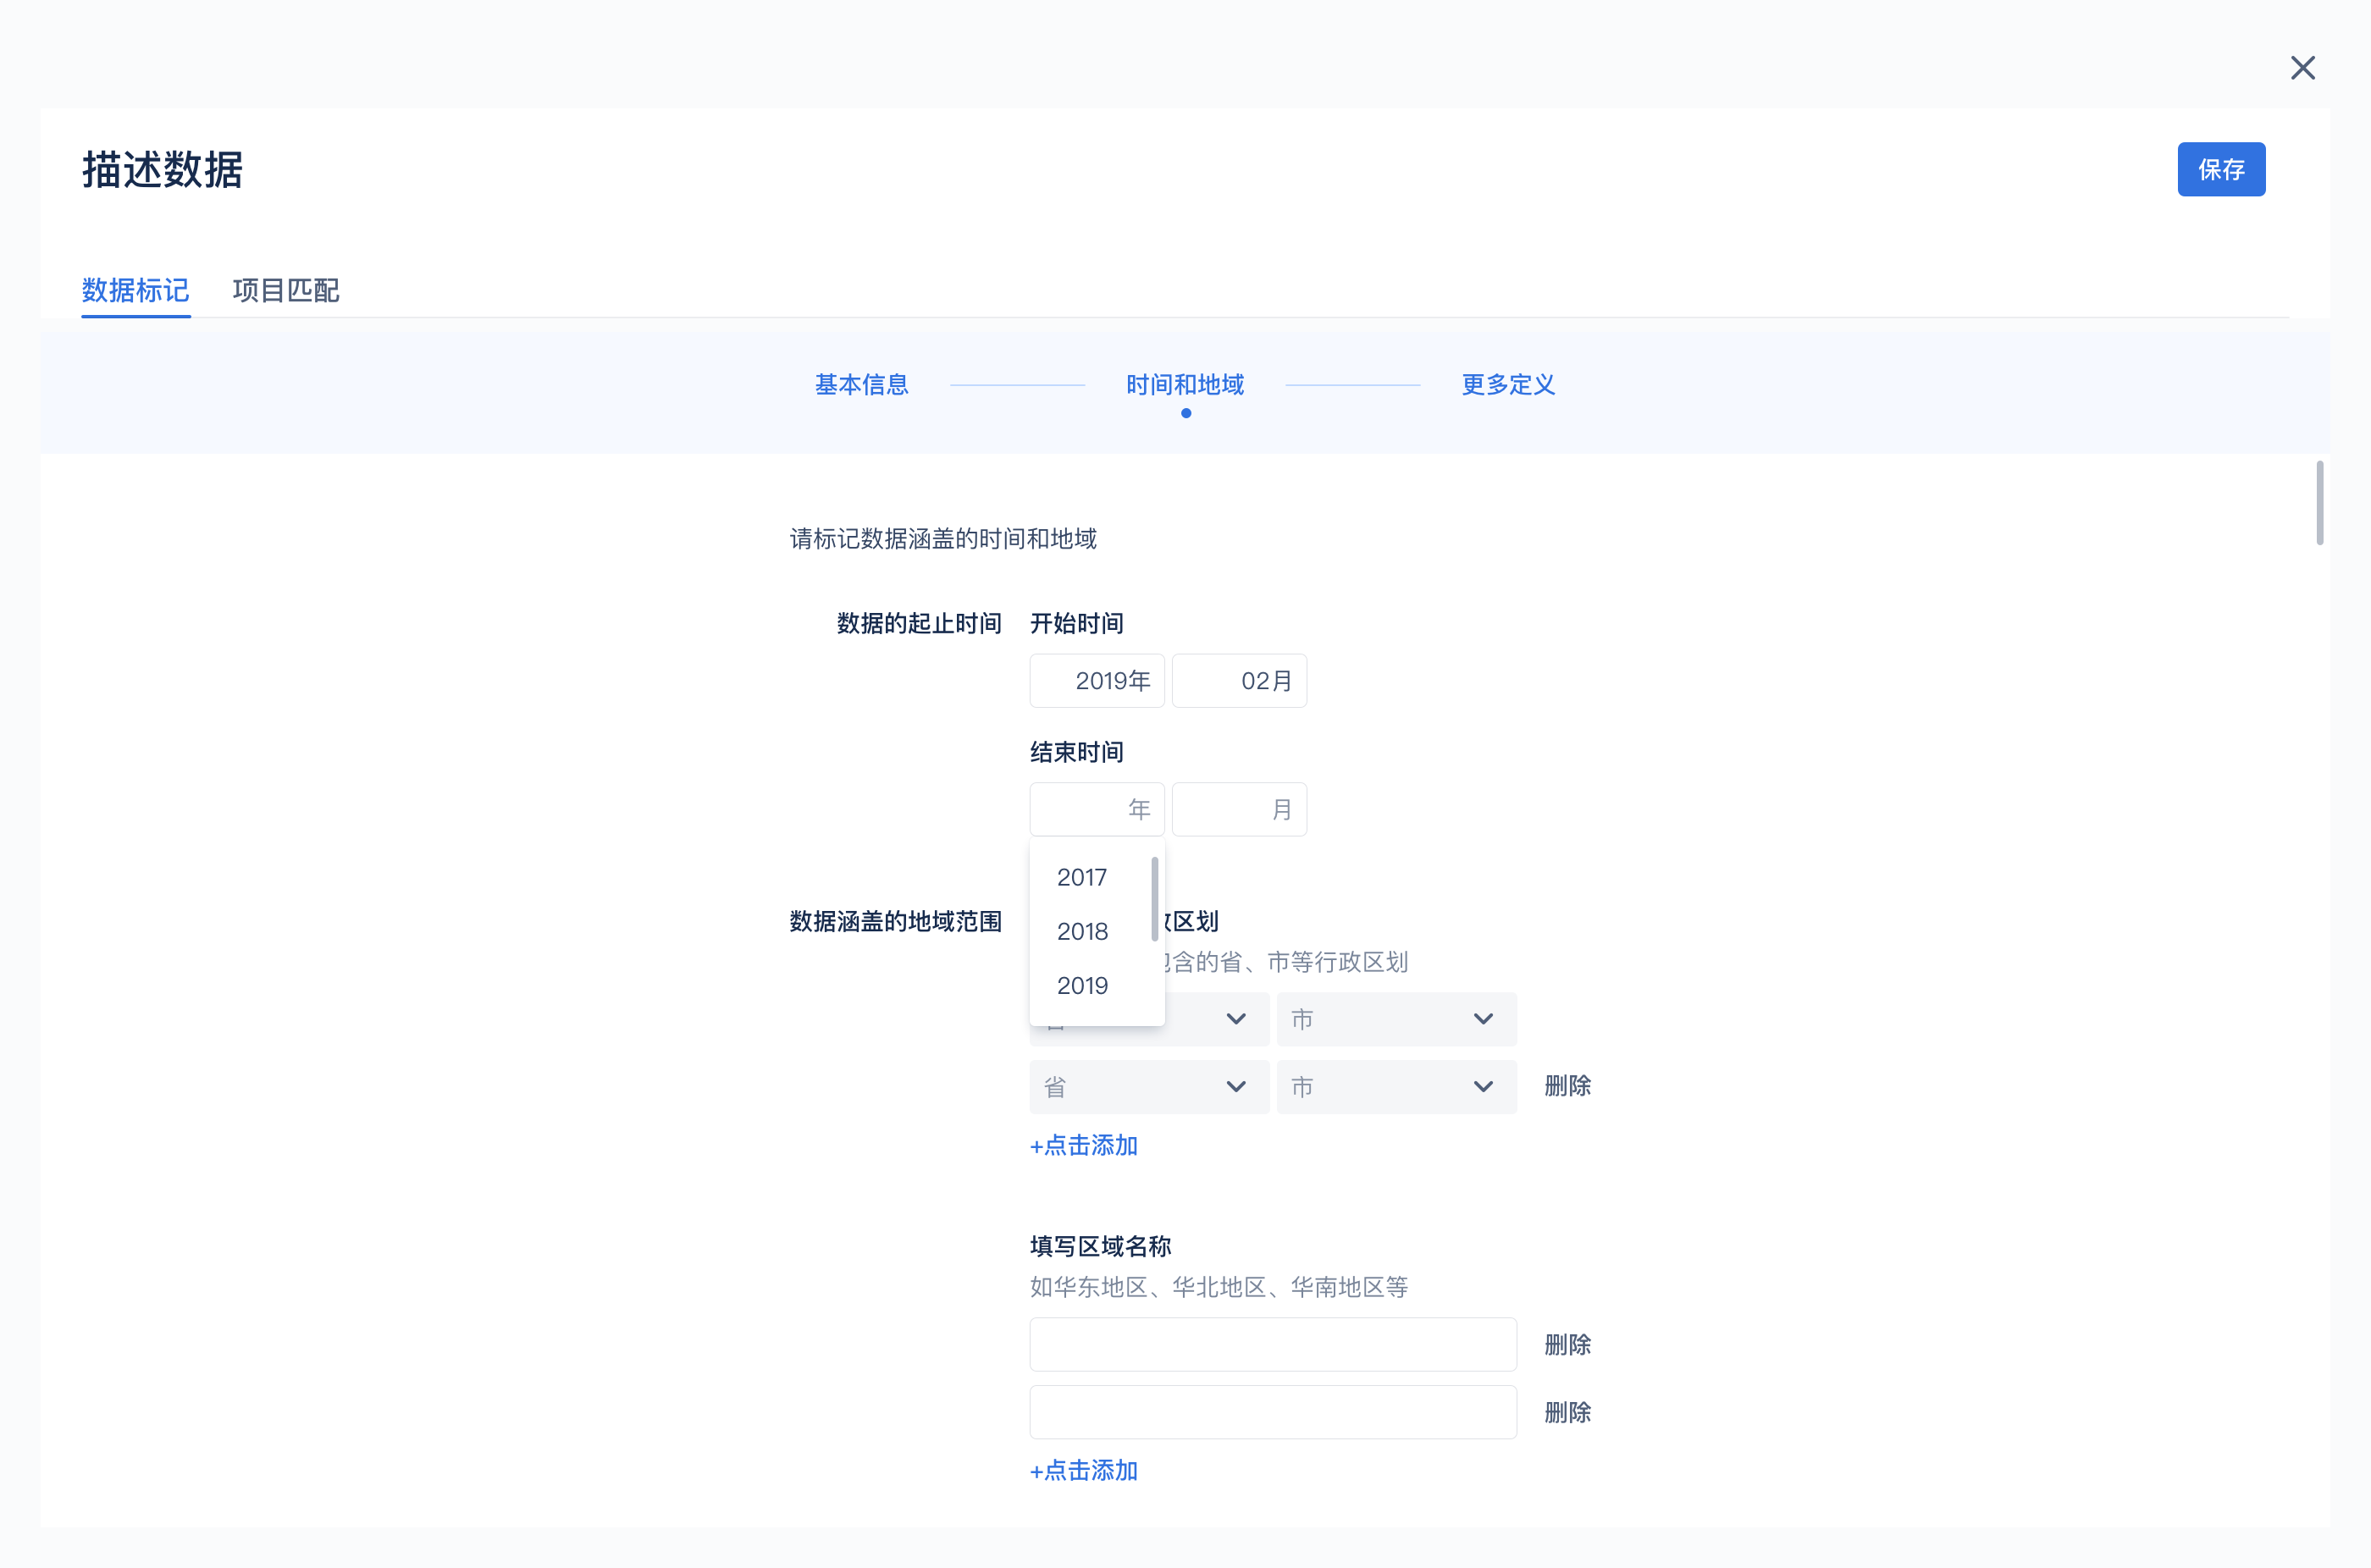 描述数据
保存
数据标记 项目匹配
基本信息 时间和地域 更多定义
请标记数据涵盖的时间和地域
数据的起止时间 开始时间
2019年 02月
结束时间
年 月
2017
2018
2019
数据涵盖的地域范围 区划
含的省、市等行政区划
市
省 市 删除
+点击添加
填写区域名称
如华东地区、华北地区、华南地区等
删除
删除
+点击添加